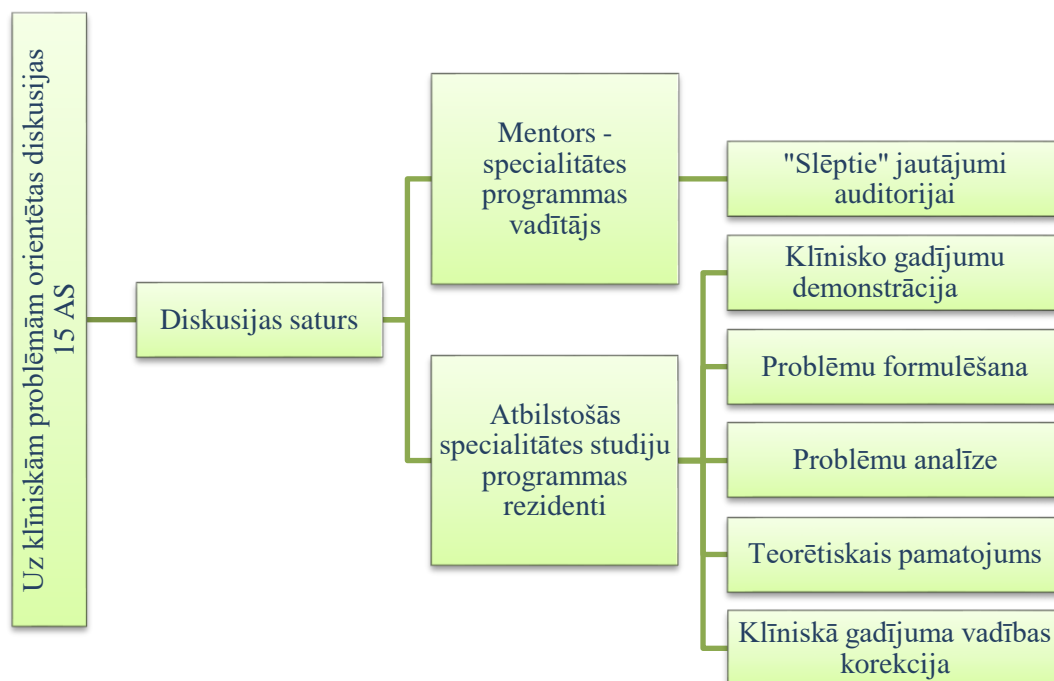 Uz klīniskām problēmām orientētas diskusijas
15 AS
Diskusijas saturs
Mentors -
specialitātes
programmas
vadītājs
"Slēptie" jautājumi
auditorijai
Atbilstošās
specialitātes studiju
programmas
rezidenti
Klīnisko gadījumu
demonstrācija
Problēmu formulēšana
Problēmu analīze
Teorētiskais pamatojums
Klīniskā gadījuma vadības
korekcija